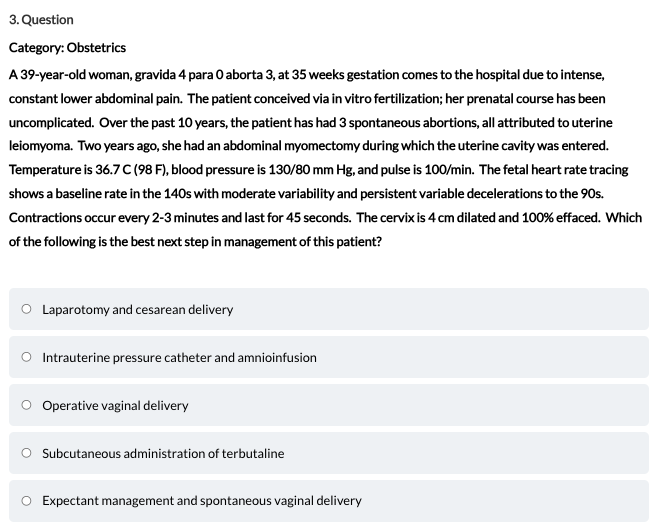 3. Question
Category: Obstetrics
A 39-year-old woman, gravida 4 para 0 aborta 3, at 35 weeks gestation comes to the hospital due to intense,
constant lower abdominal pain. The patient conceived via in vitro fertilization; her prenatal course has been
uncomplicated. Over the past 10 years, the patient has had 3 spontaneous abortions, all attributed to uterine
leiomyoma. Two years ago, she had an abdominal myomectomy during which the uterine cavity was entered.
Temperature is 36.7 C (98 F), blood pressure is 130/80 mm Hg, and pulse is 100/min. The fetal heart rate tracing
shows a baseline rate in the 140s with moderate variability and persistent variable decelerations to the 90s.
Contractions occur every 2-3 minutes and last for 45 seconds. The cervix is 4 cm dilated and 100% effaced. Which
of the following is the best next step in management of this patient?
Laparotomy and cesarean delivery
Intrauterine pressure catheter and amnioinfusion
Operative vaginal delivery
Subcutaneous administration of terbutaline
Expectant management and spontaneous vaginal delivery